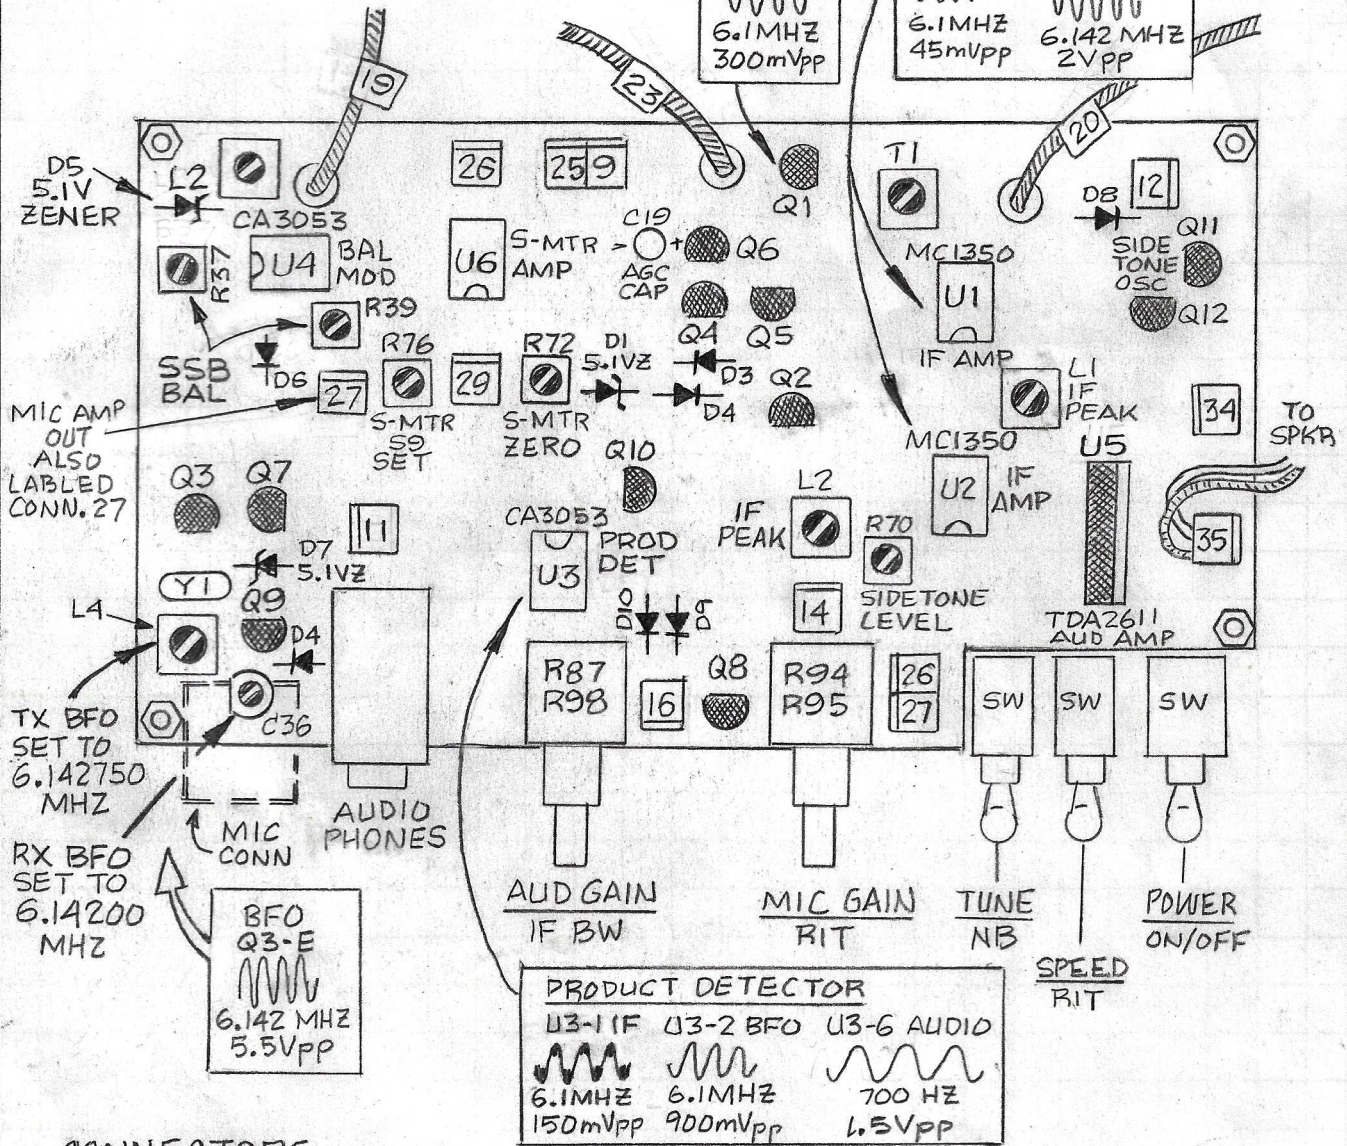 6.1MHZ
300mVpp
6.1MHZ
45mVpp
6.142 MHZ
2Vpp
19
23
20
D5
5.1V
ZENER
L2
CA3053
U4
BAL
MOD
R37
R39
SSB
BAL
D6
26
25 9
U6
S-MTR
AMP
C19
- +
AGC
CAP
Q1
Q6
Q4
Q5
T1
MC1350
U1
IF AMP
D8
12
Q11
SIDE
TONE
OSC
Q12
MIC AMP
OUT
ALSO
LABLED
CONN. 27
27
R76
S-MTR
S9
SET
29
R72
S-MTR
ZERO
D1
5.1VZ
D3
D4
Q2
L1
IF
PEAK
34
TO
SPKR
MC1350
U2
IF
AMP
U5
35
TDA2611
AUD AMP
Q3
Q7
11
Q10
CA3053
U3
PROD
DET
IF
PEAK
L2
R70
SIDETONE
LEVEL
14
D7
5.1VZ
Y1
Q9
L4
D4
C36
D10
D9
R87
R98
16
Q8
R94
R95
26
27
SW
SW
SW
TX BFO
SET TO
6.142750
MHZ
MIC
CONN
AUDIO
PHONES
RX BFO
SET TO
6.14200
MHZ
AUD GAIN
IF BW
MIC GAIN
RIT
TUNE
NB
SPEED
RIT
POWER
ON/OFF
BFO
Q3-E
6.142 MHZ
5.5Vpp
PRODUCT DETECTOR
U3-1 IF U3-2 BFO U3-6 AUDIO
6.1MHZ 6.1MHZ 700 HZ
150mVpp 900mVpp 1.5Vpp
CONNECTORS